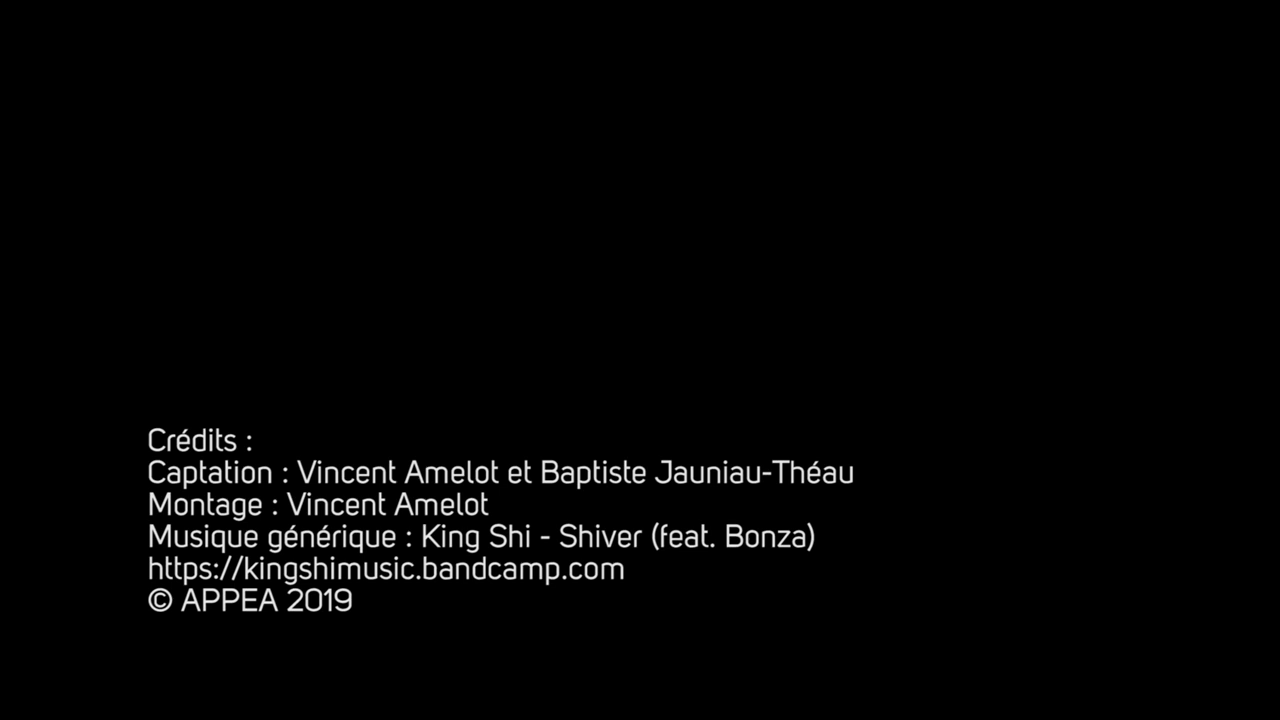 Crédits :
Captation : Vincent Amelot et Baptiste Jauniau-Théau
Montage : Vincent Amelot
Musique générique : King Shi - Shiver (feat. Bonza)
https://kingshimusic.bandcamp.com
© APPEA 2019